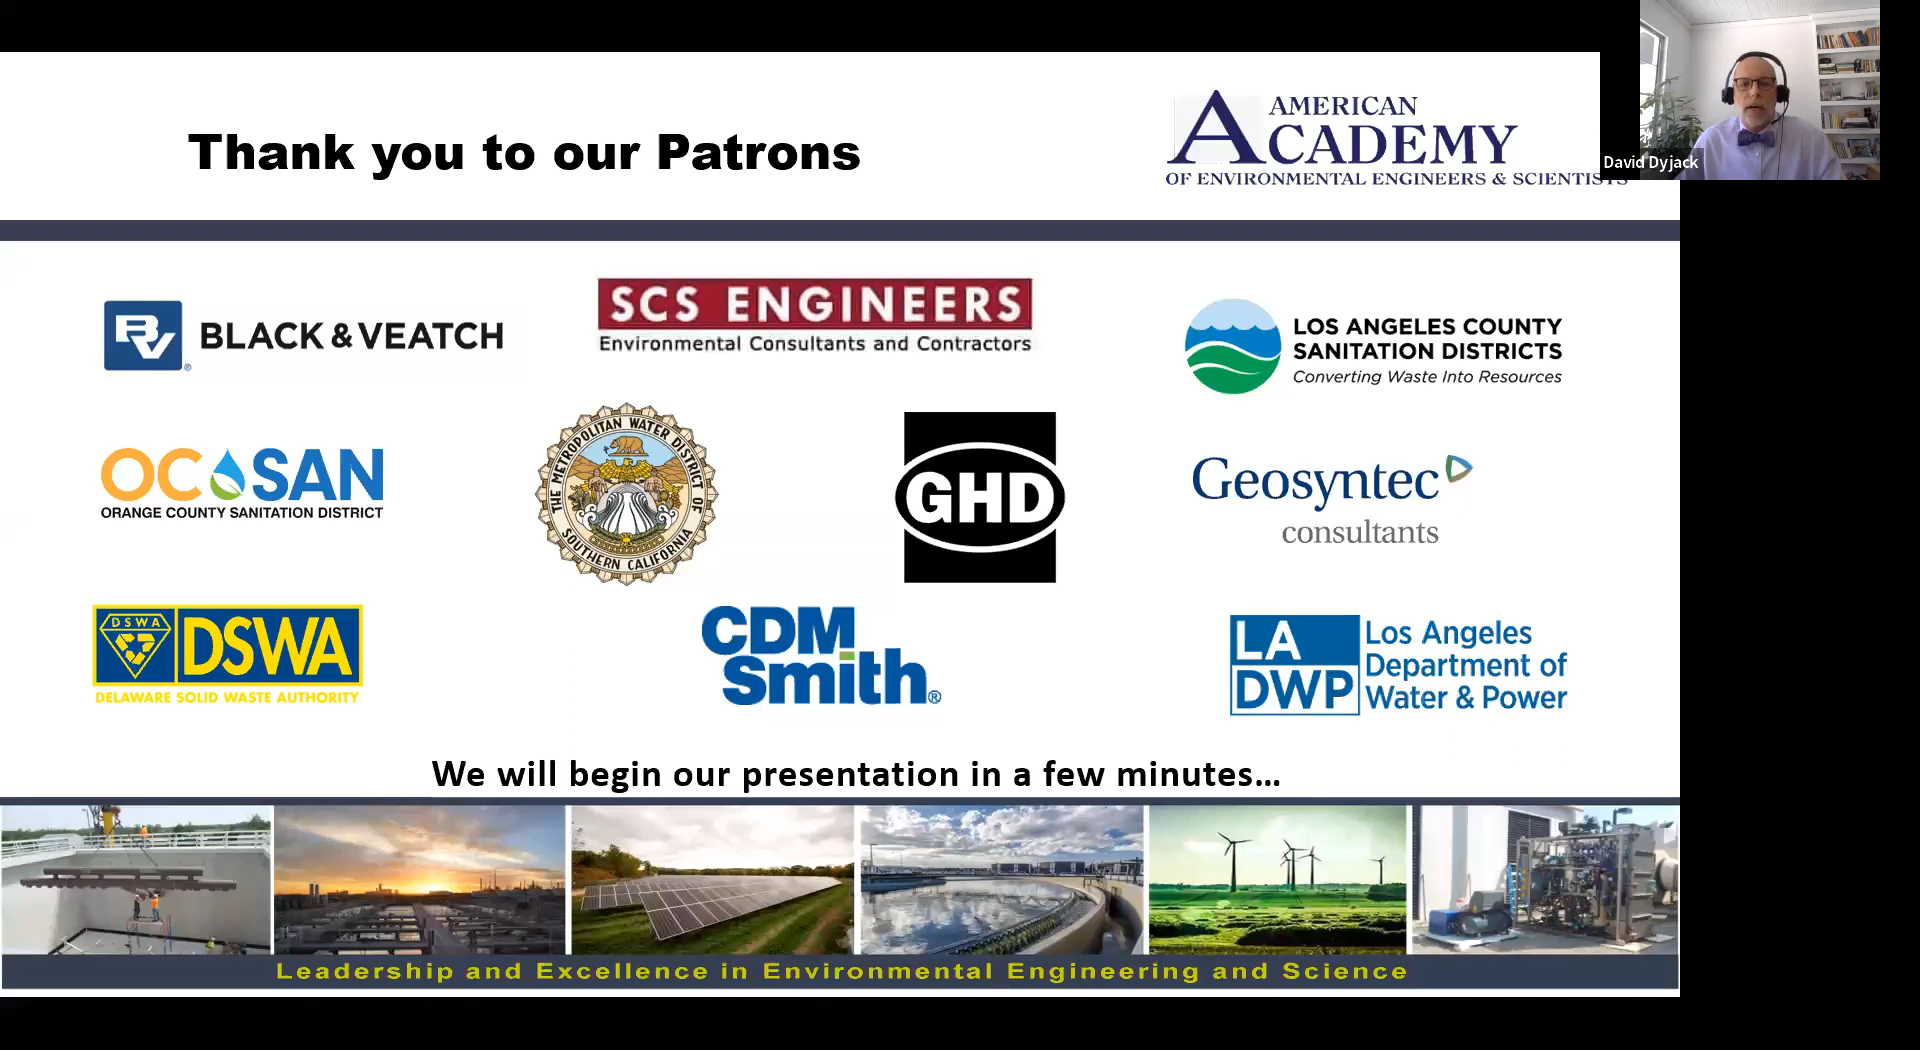 Thank you to our Patrons
AMERICAN
ACADEMY
OF ENVIRONMENTAL ENGINEERS & SCIENTISTS
David Dyjack
BV
BLACK & VEATCH
SCS ENGINEERS
Environmental Consultants and Contractors
LOS ANGELES COUNTY
SANITATION DISTRICTS
Converting Waste Into Resources
OC SAN
ORANGE COUNTY SANITATION DISTRICT
THE METROPOLITAN WATER DISTRICT OF
SOUTHERN CALIFORNIA
GHD
Geosyntec
consultants
DSWA
DSWA
DELAWARE SOLID WASTE AUTHORITY
CDM
Smith®
LA
DWP
Los Angeles
Department of
Water & Power
We will begin our presentation in a few minutes...
Leadership and Excellence in Environmental Engineering and Science